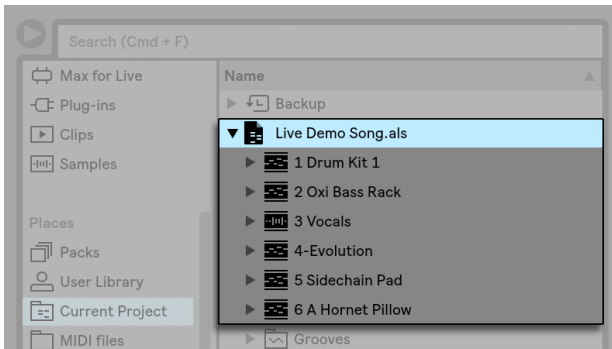 Search (Cmd + F)
Max for Live
Plug-ins
Clips
Samples
Places
Packs
User Library
Current Project
MIDI files
Name
Backup
Live Demo Song.als
1 Drum Kit 1
2 Oxi Bass Rack
3 Vocals
4-Evolution
5 Sidechain Pad
6 A Hornet Pillow
Grooves